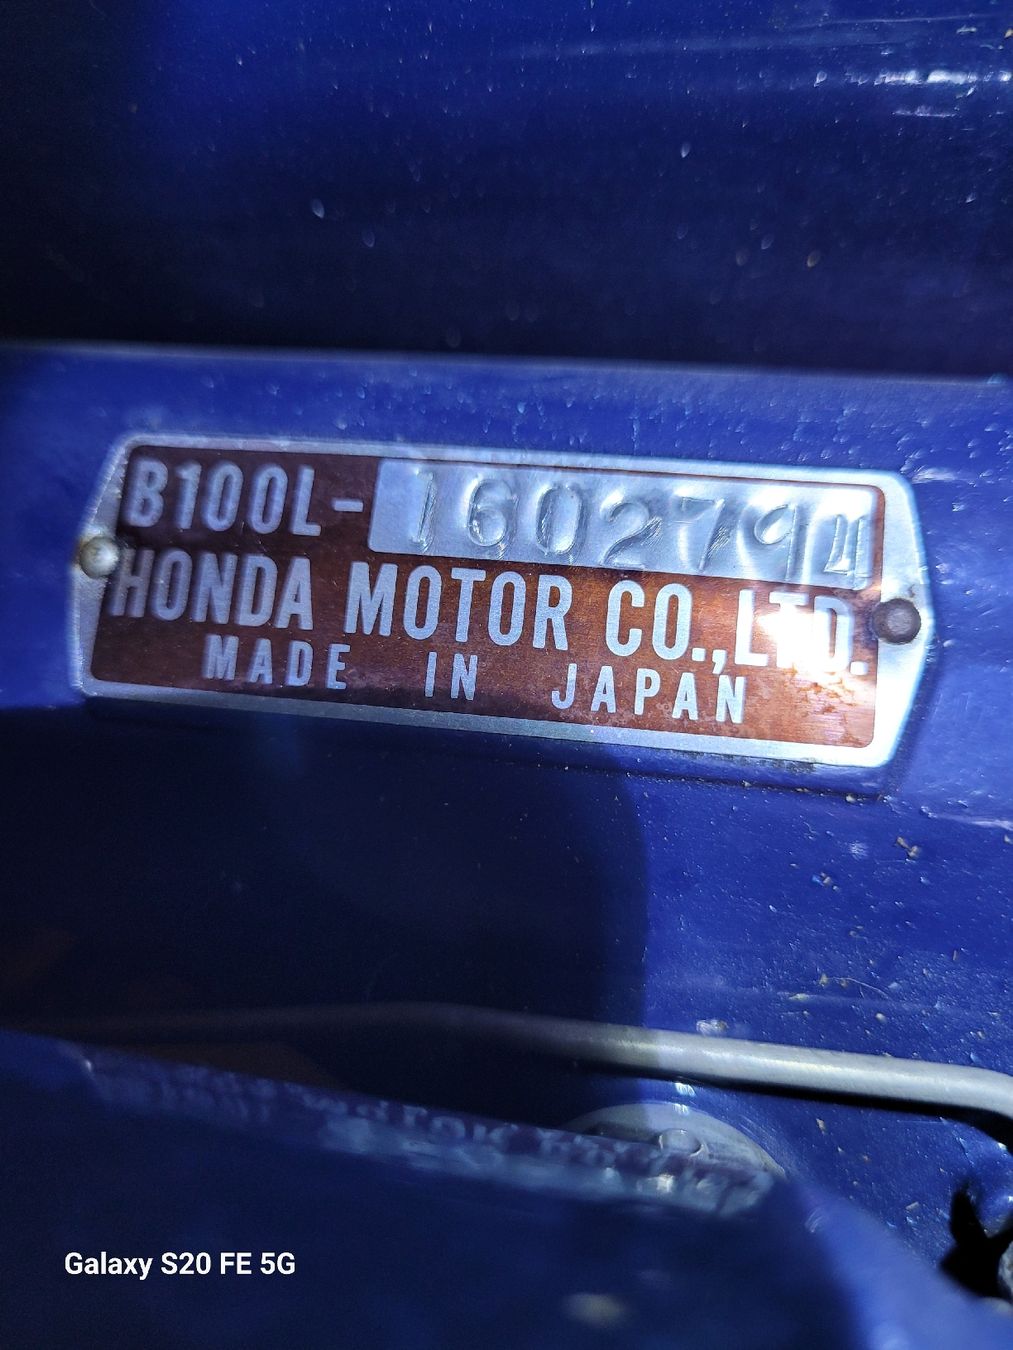 B100L-1602794
HONDA MOTOR CO.,LTD.
MADE IN JAPAN
Galaxy S20 FE 5G